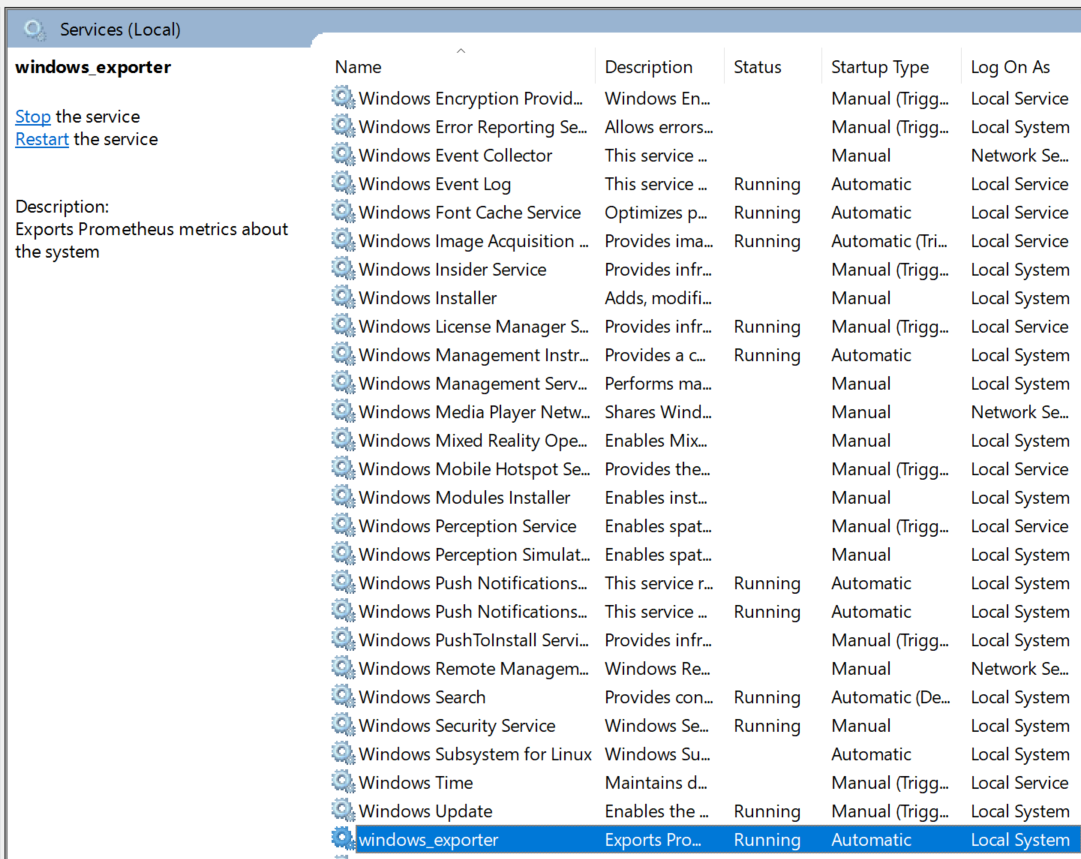 Services (Local)
windows_exporter
Stop the service
Restart the service
Description:
Exports Prometheus metrics about
the system
Name Description Status Startup Type Log On As
Windows Encryption Provid... Windows En... Manual (Trigg... Local Service
Windows Error Reporting Se... Allows errors... Manual (Trigg... Local System
Windows Event Collector This service ... Manual Network Se...
Windows Event Log This service ... Running Automatic Local Service
Windows Font Cache Service Optimizes p... Running Automatic Local Service
Windows Image Acquisition ... Provides ima... Running Automatic (Tri... Local Service
Windows Insider Service Provides infr... Manual (Trigg... Local System
Windows Installer Adds, modifi... Manual Local System
Windows License Manager S... Provides infr... Running Manual (Trigg... Local Service
Windows Management Instr... Provides a c... Running Automatic Local System
Windows Management Serv... Performs ma... Manual Local System
Windows Media Player Netw... Shares Wind... Manual Network Se...
Windows Mixed Reality Ope... Enables Mix... Manual Local System
Windows Mobile Hotspot Se... Provides the... Manual (Trigg... Local Service
Windows Modules Installer Enables inst... Manual Local System
Windows Perception Service Enables spat... Manual (Trigg... Local Service
Windows Perception Simulat... Enables spat... Manual Local System
Windows Push Notifications... This service r... Running Automatic Local System
Windows Push Notifications... This service ... Running Automatic Local System
Windows PushToInstall Servi... Provides infr... Manual (Trigg... Local System
Windows Remote Managem... Windows Re... Manual Network Se...
Windows Search Provides con... Running Automatic (De... Local System
Windows Security Service Windows Se... Running Manual Local System
Windows Subsystem for Linux Windows Su... Automatic Local System
Windows Time Maintains d... Manual (Trigg... Local Service
Windows Update Enables the ... Running Manual (Trigg... Local System
windows_exporter Exports Pro... Running Automatic Local System